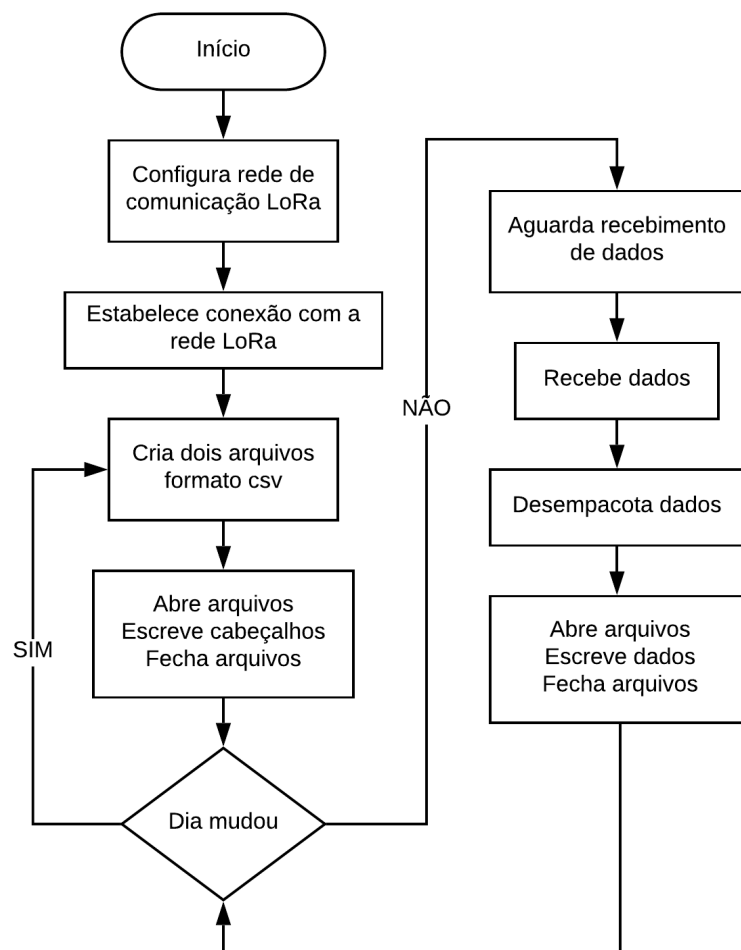 Início
Configura rede de
comunicação LoRa
Estabelece conexão com a
rede LoRa
Cria dois arquivos
formato csv
Abre arquivos
Escreve cabeçalhos
Fecha arquivos
SIM
Dia mudou
NÃO
Aguarda recebimento
de dados
Recebe dados
Desempacota dados
Abre arquivos
Escreve dados
Fecha arquivos